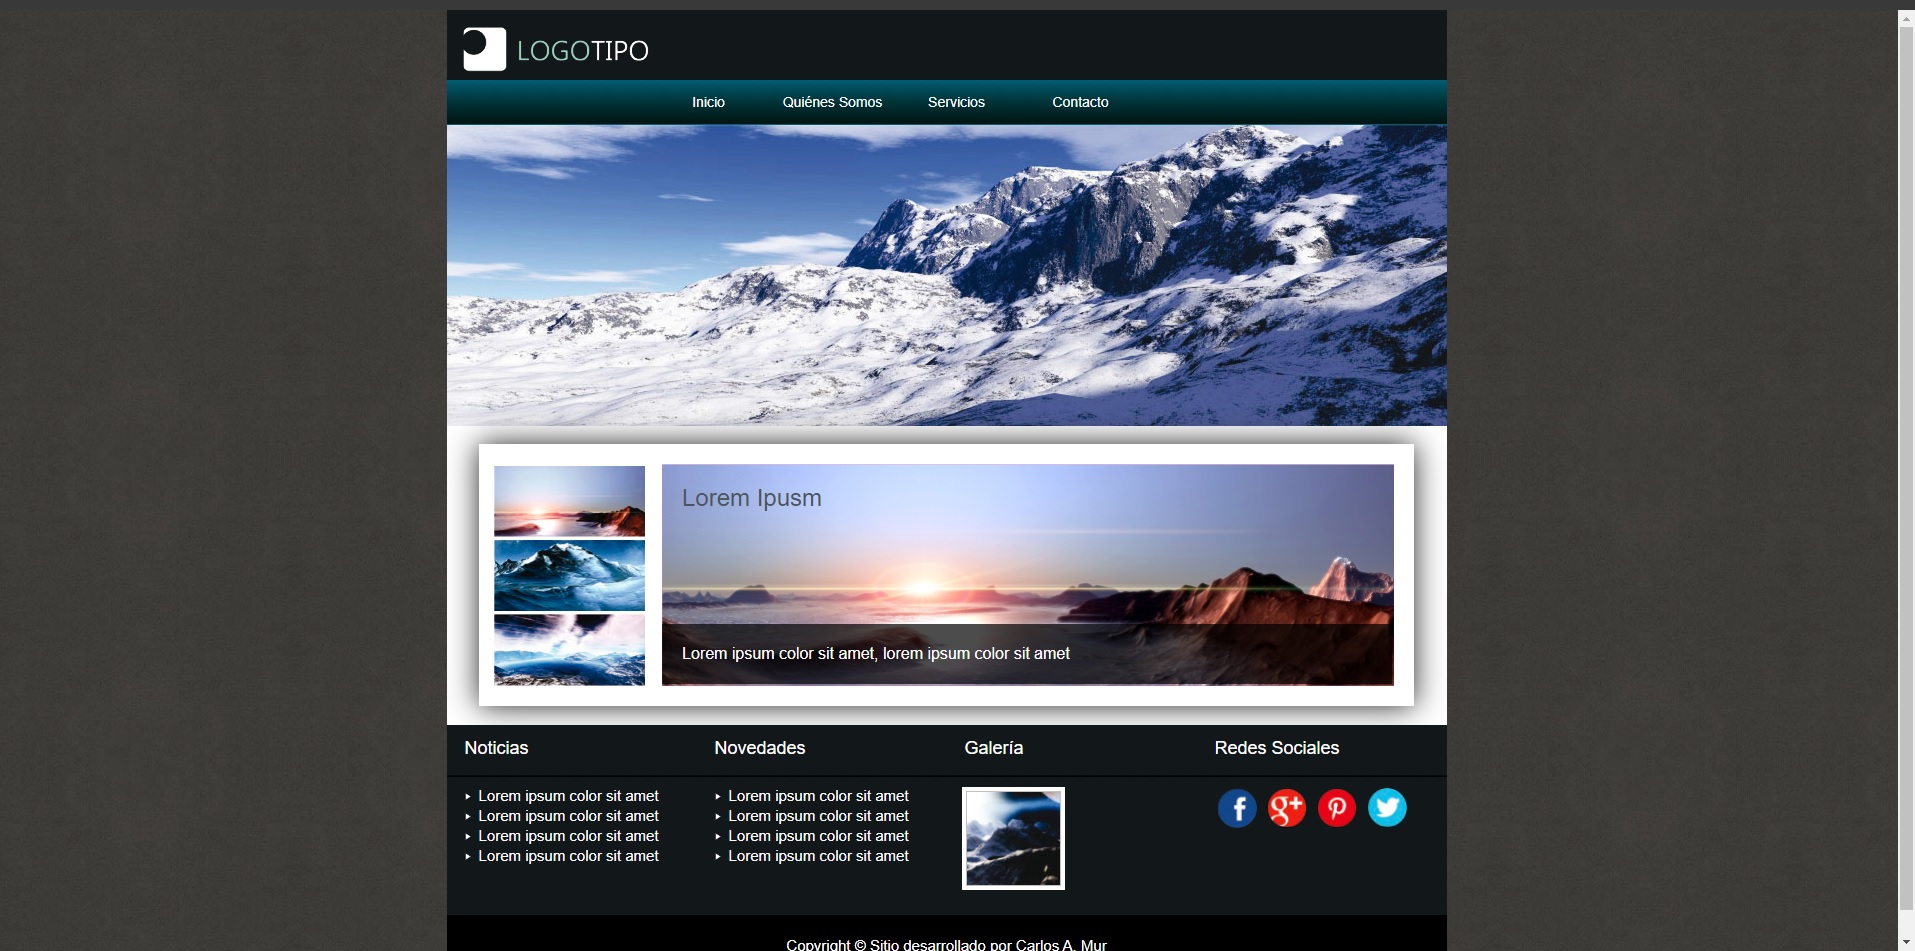 LOGOTIPO
Inicio Quiénes Somos Servicios Contacto
Lorem Ipusm
Lorem ipsum color sit amet, lorem ipsum color sit amet
Noticias
Lorem ipsum color sit amet
Lorem ipsum color sit amet
Lorem ipsum color sit amet
Lorem ipsum color sit amet
Novedades
Lorem ipsum color sit amet
Lorem ipsum color sit amet
Lorem ipsum color sit amet
Lorem ipsum color sit amet
Galería
Redes Sociales
Copyright © Sitio desarrollado por Carlos A. Mur